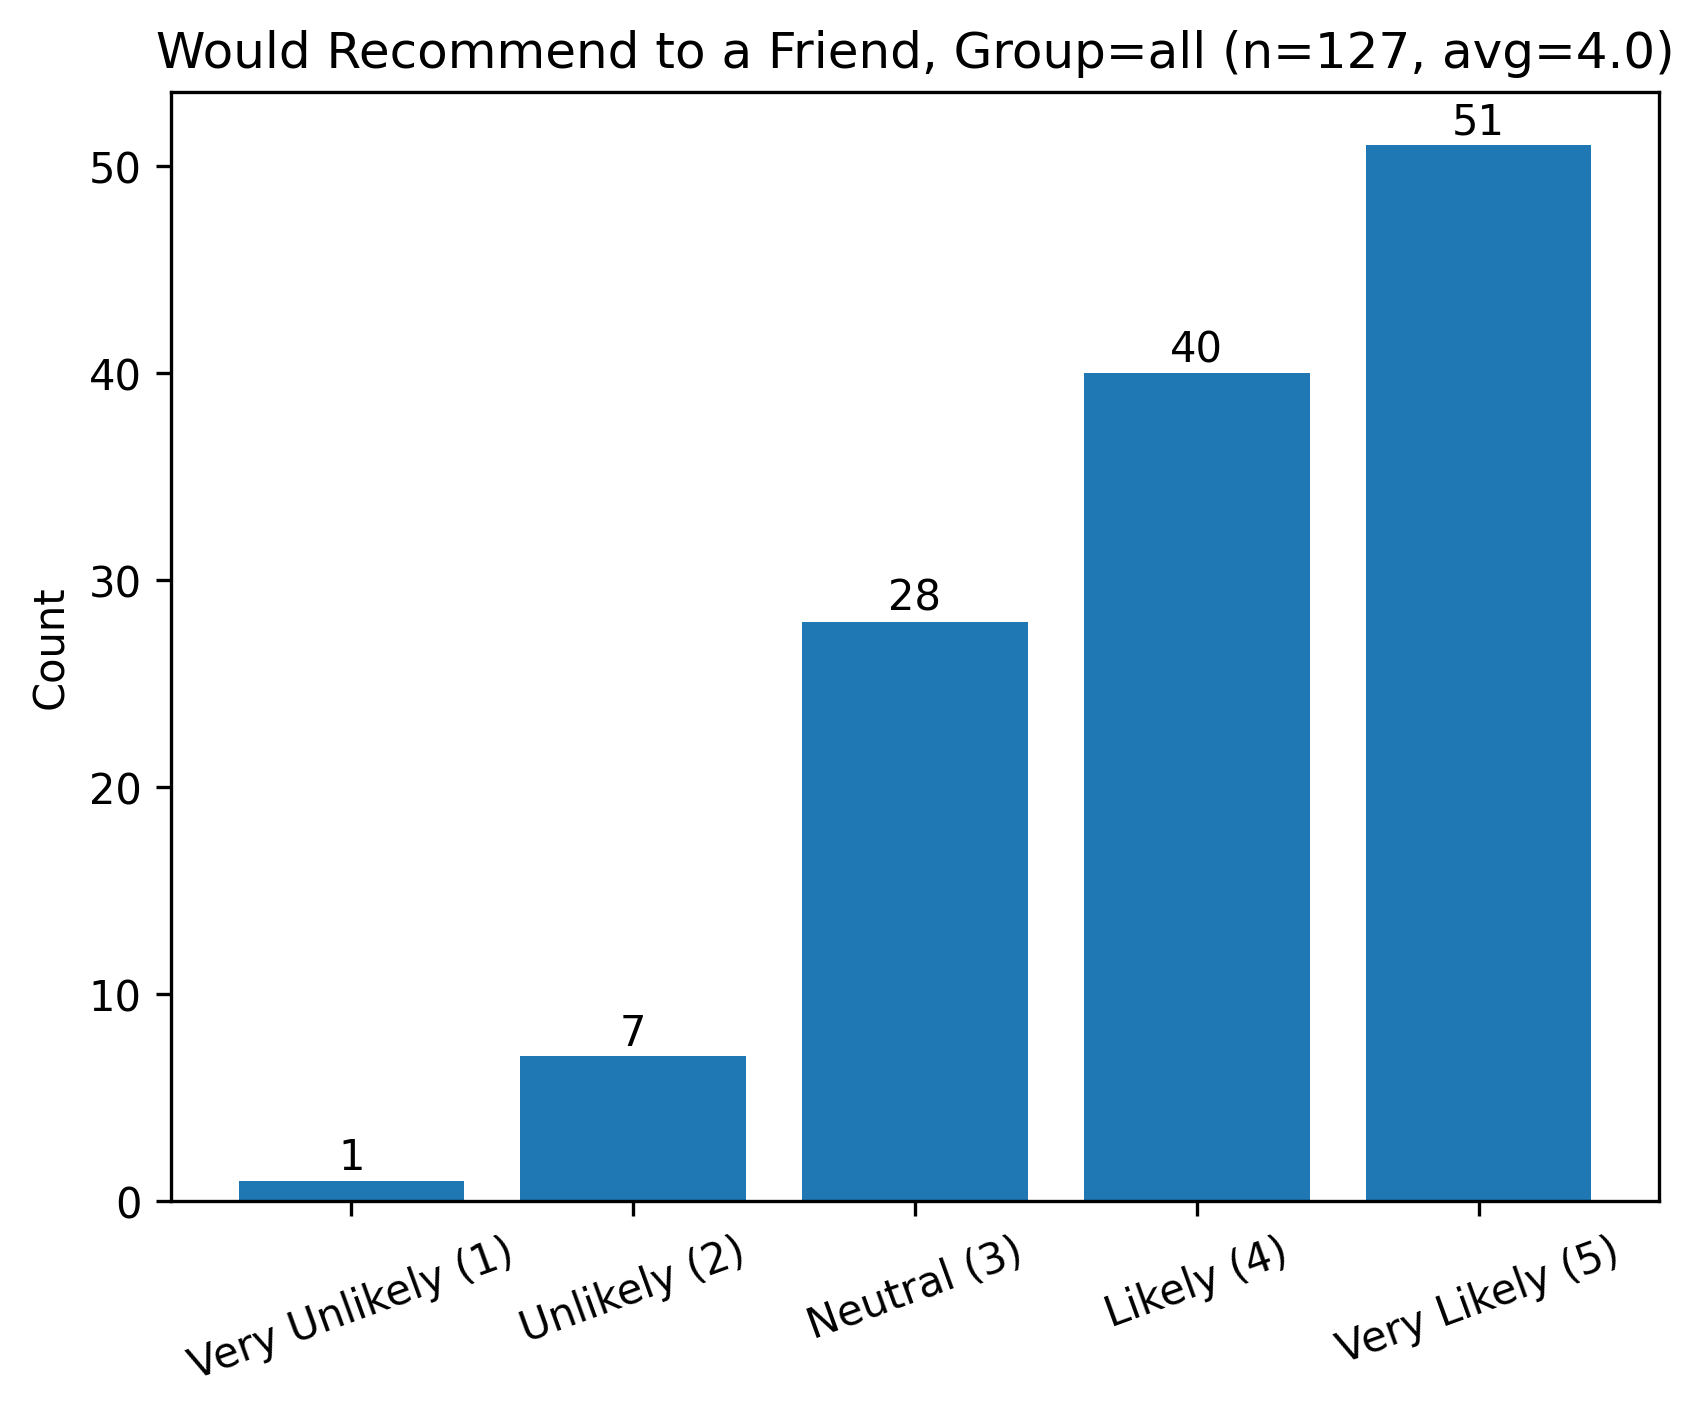 Would Recommend to a Friend, Group=all (n=127, avg=4.0)
51
50
40
40
30
28
Count
20
10
7
1
0
Very Unlikely (1)
Unlikely (2)
Neutral (3)
Likely (4)
Very Likely (5)